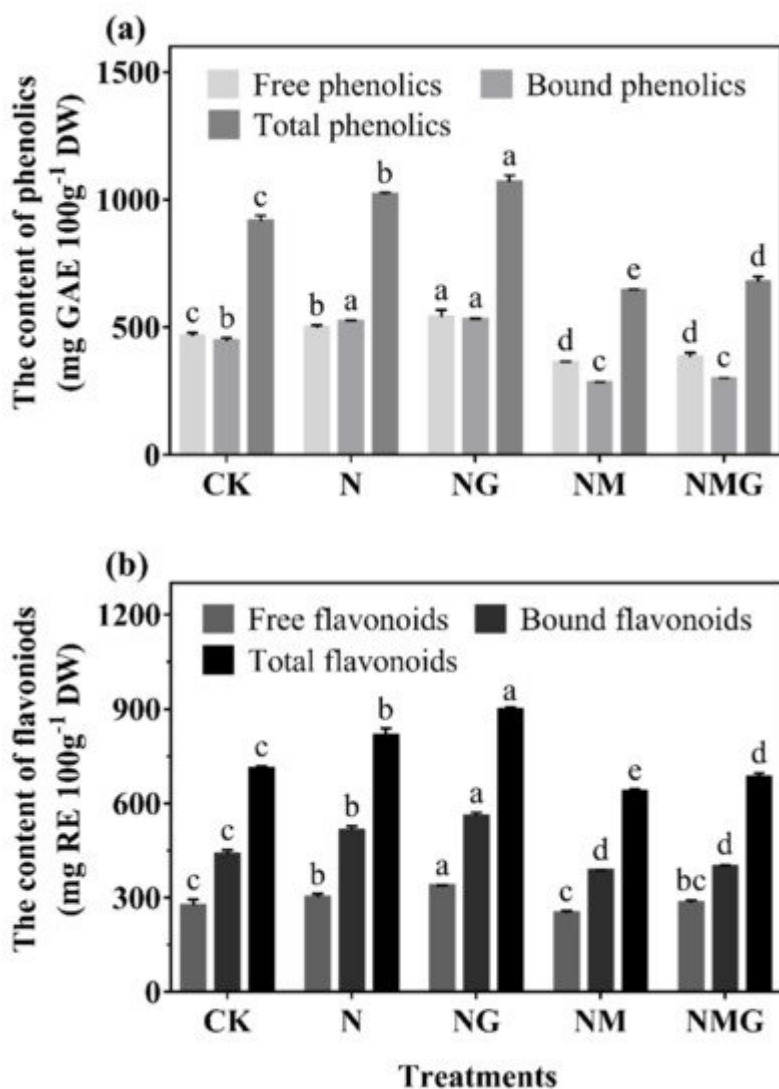 (a)
1500
Free phenolics Bound phenolics
Total phenolics
The content of phenolics
(mg GAE 100g⁻¹ DW)
1000
500
0
c b c
b a b
a a a
d c e
d c d
CK N NG NM NMG
(b)
1200
Free flavonoids Bound flavonoids
Total flavonoids
The content of flavoniods
(mg RE 100g⁻¹ DW)
900
600
300
0
c c c
b b b
a a a
c d e
bc d d
CK N NG NM NMG
Treatments